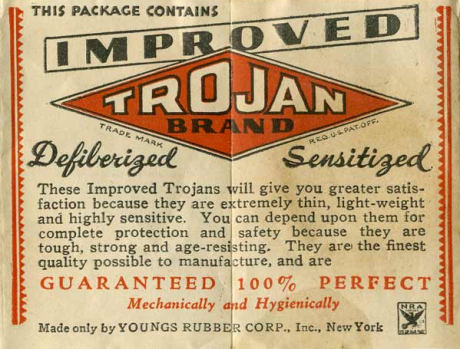 THIS PACKAGE CONTAINS
IMPROVED
TROJAN
BRAND
TRADE MARK
REG.U.S.PAT.OFF.
Defiberized Sensitized
These Improved Trojans will give you greater satis-
faction because they are extremely thin, light-weight
and highly sensitive. You can depend upon them for
complete protection and safety because they are
tough, strong and age-resisting. They are the finest
quality possible to manufacture, and are
GUARANTEED 100% PERFECT
Mechanically and Hygienically
Made only by YOUNGS RUBBER CORP., Inc., New York
NRA